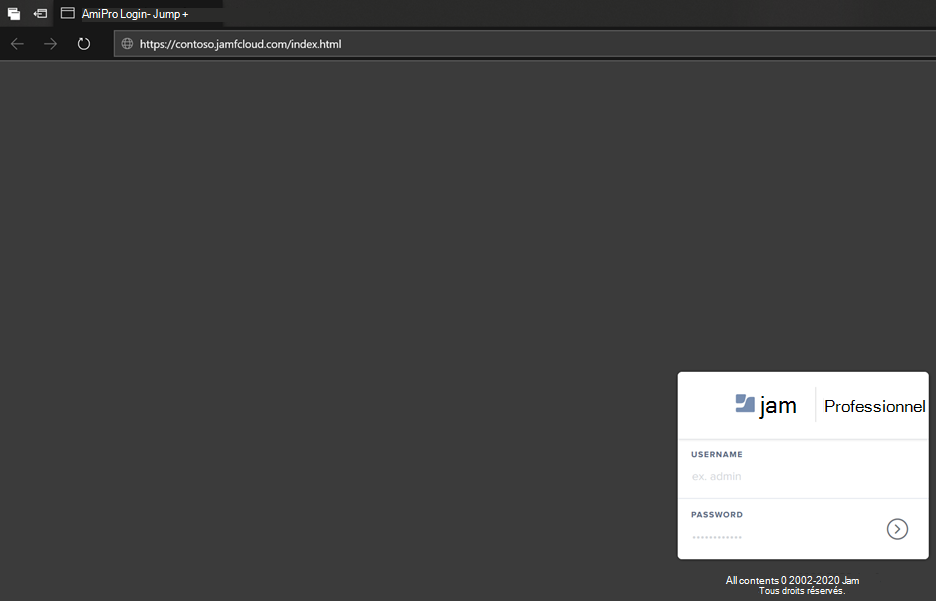 AmiPro Login- Jump +
https://contoso.jamfcloud.com/index.html
jam Professionnel
USERNAME
ex. admin
PASSWORD
All contents 0 2002-2020 Jam
Tous droits réservés.